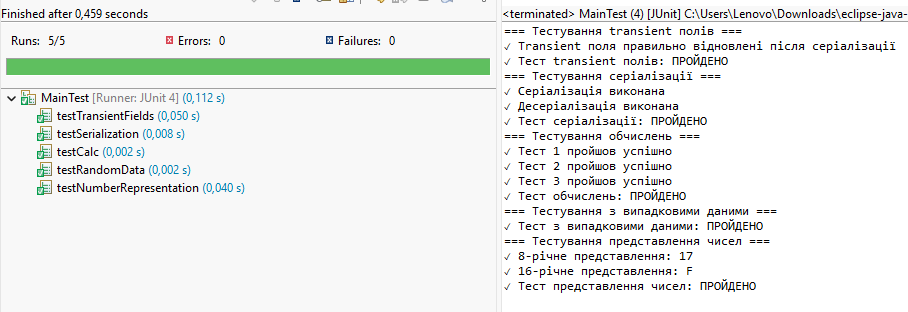 Finished after 0,459 seconds
Runs: 5/5 Errors: 0 Failures: 0
MainTest [Runner: JUnit 4] (0,112 s)
testTransientFields (0,050 s)
testSerialization (0,008 s)
testCalc (0,002 s)
testRandomData (0,002 s)
testNumberRepresentation (0,040 s)
<terminated> MainTest (4) [JUnit] C:\Users\Lenovo\Downloads\eclipse-java-
=== Тестування transient полів ===
✓ Transient поля правильно відновлені після серіалізації
✓ Тест transient полів: ПРОЙДЕНО
=== Тестування серіалізації ===
✓ Серіалізація виконана
✓ Десеріалізація виконана
✓ Тест серіалізації: ПРОЙДЕНО
=== Тестування обчислень ===
✓ Тест 1 пройшов успішно
✓ Тест 2 пройшов успішно
✓ Тест 3 пройшов успішно
✓ Тест обчислень: ПРОЙДЕНО
=== Тестування з випадковими даними ===
✓ Тест з випадковими даними: ПРОЙДЕНО
=== Тестування представлення чисел ===
✓ 8-річне представлення: 17
✓ 16-річне представлення: F
✓ Тест представлення чисел: ПРОЙДЕНО